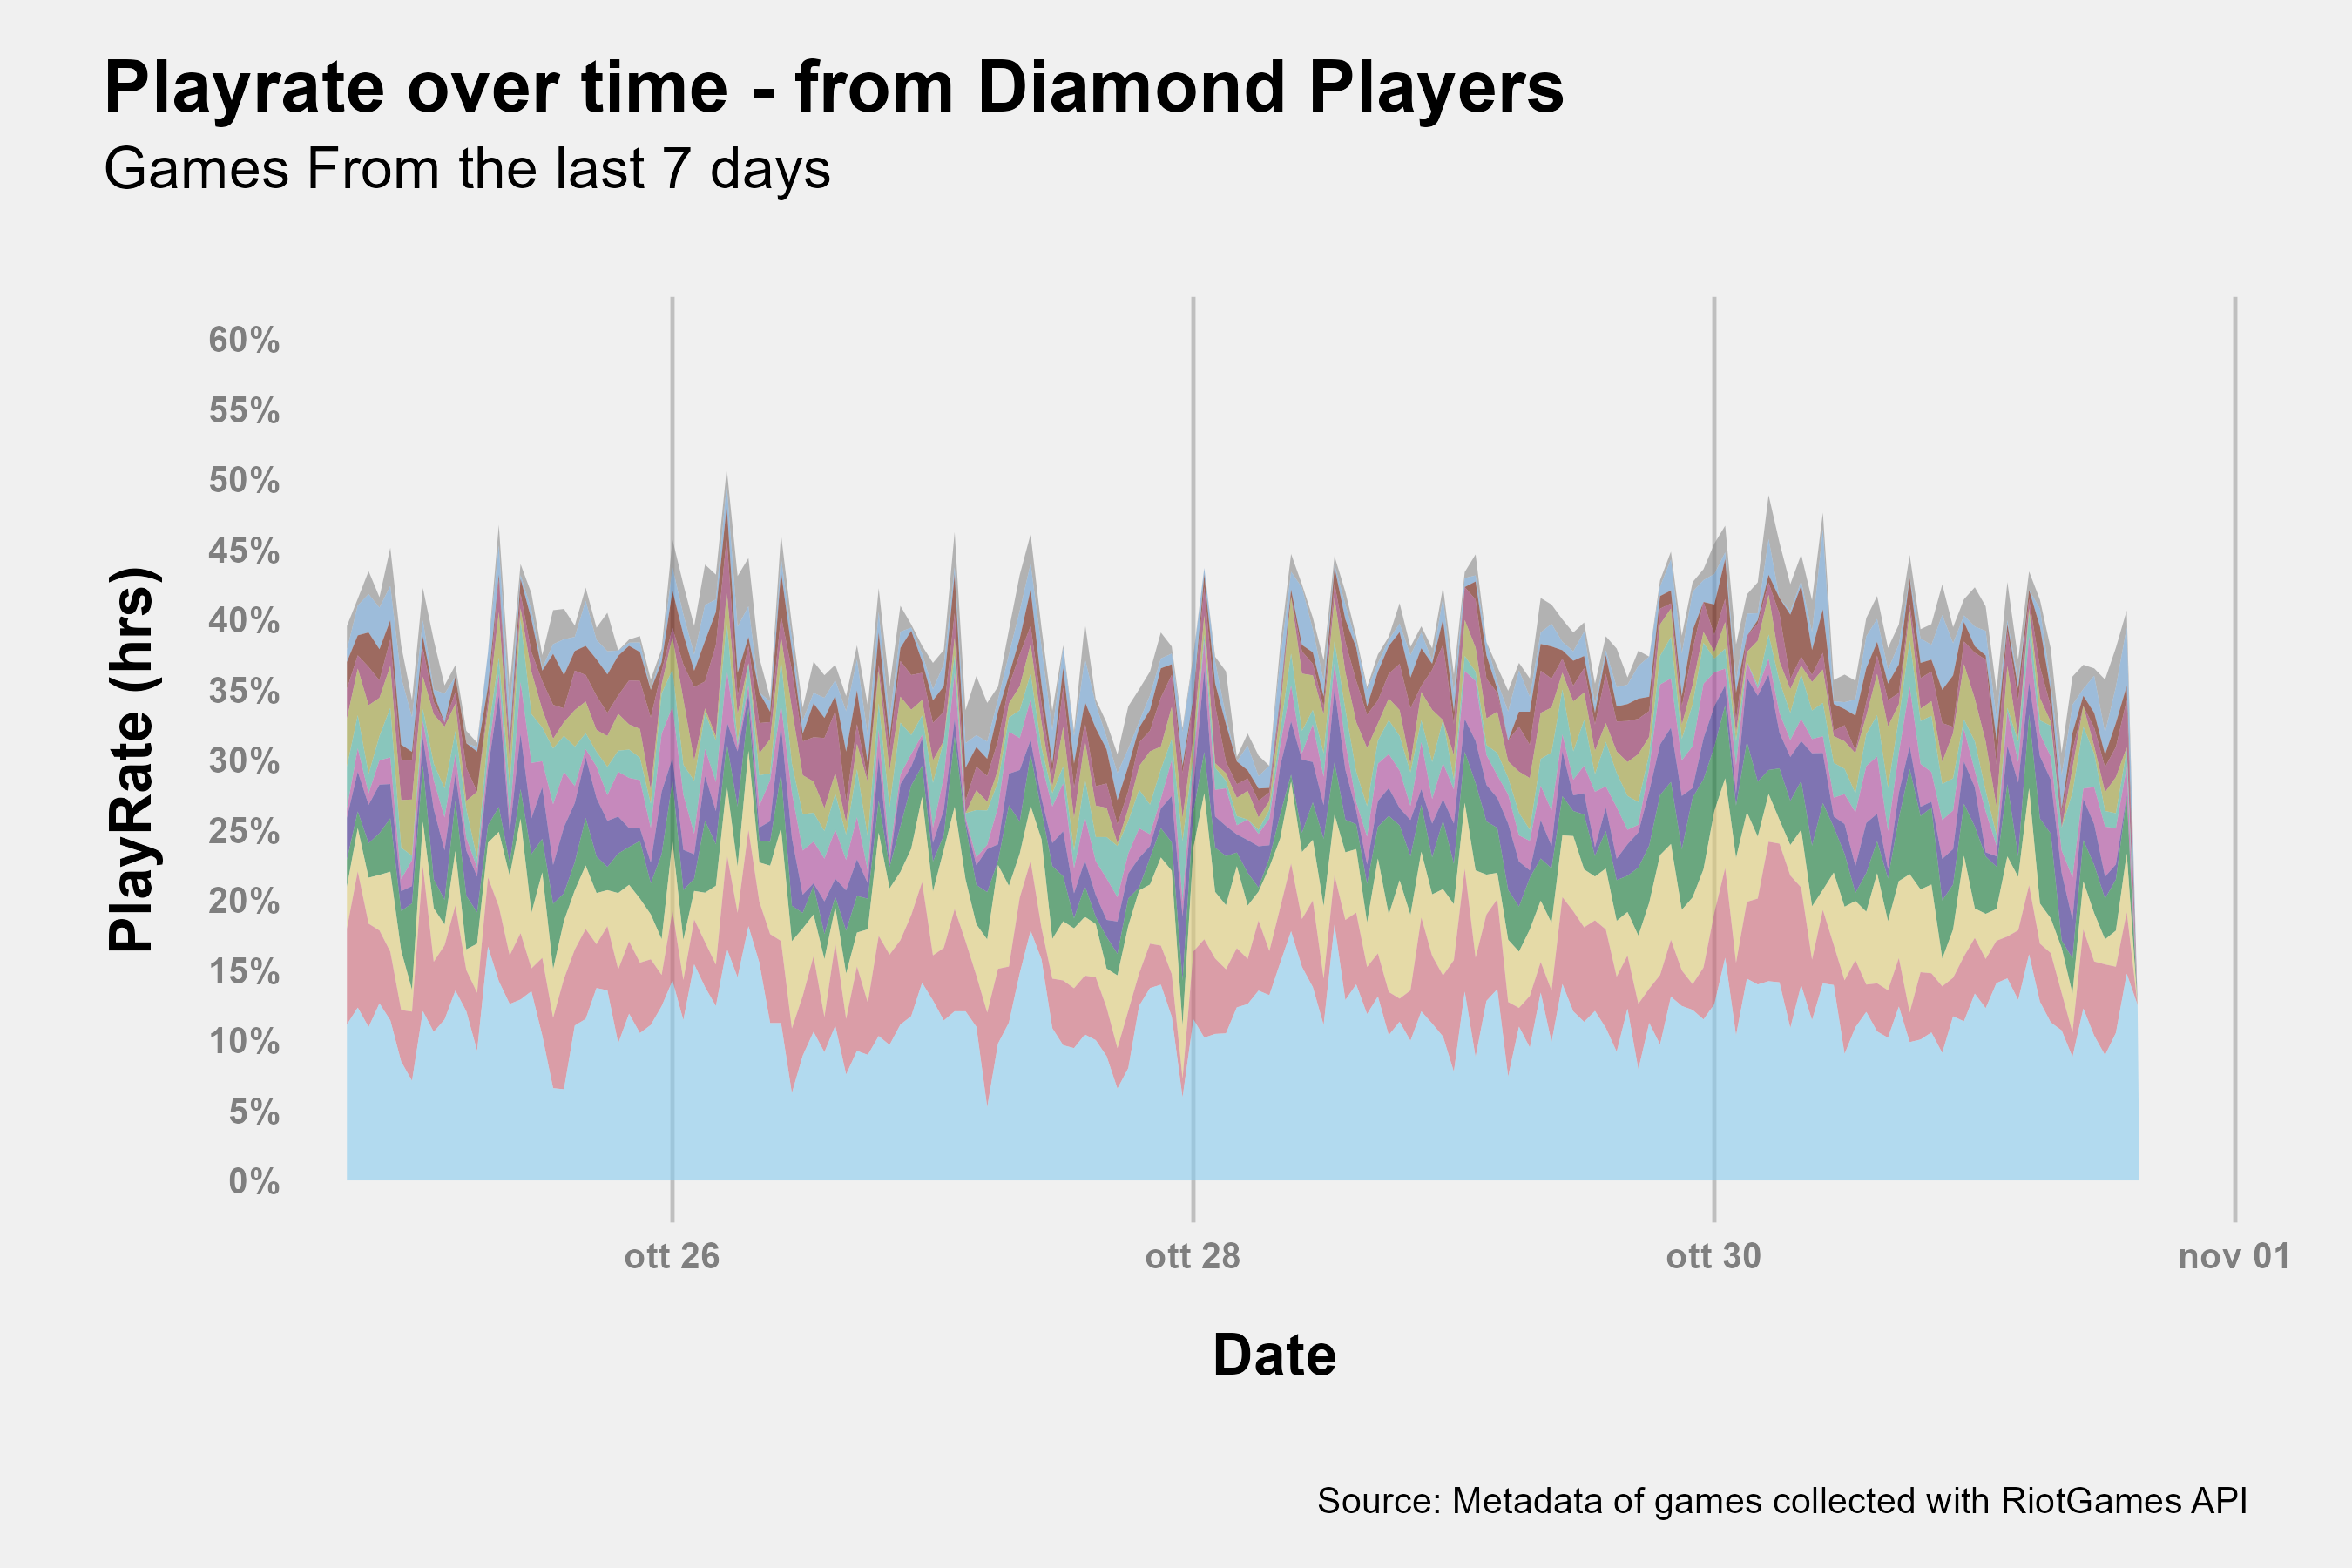 Playrate over time - from Diamond Players
Games From the last 7 days
PlayRate (hrs)
60%
55%
50%
45%
40%
35%
30%
25%
20%
15%
10%
5%
0%
ott 26
ott 28
ott 30
nov 01
Date
Source: Metadata of games collected with RiotGames API